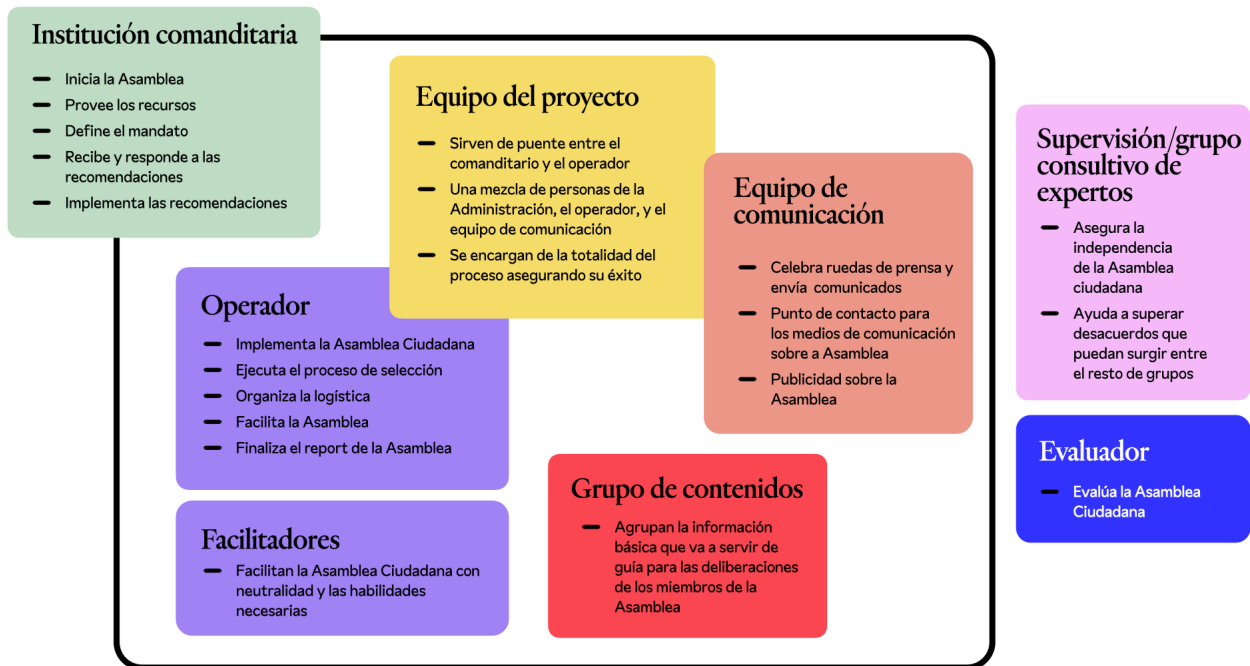 Institución comanditaria
Inicia la Asamblea
Provee los recursos
Define el mandato
Recibe y responde a las
recomendaciones
Implementa las recomendaciones
Equipo del proyecto
Sirven de puente entre el
comanditario y el operador
Una mezcla de personas de la
Administración, el operador, y el
equipo de comunicación
Se encargan de la totalidad del
proceso asegurando su éxito
Equipo de
comunicación
Celebra ruedas de prensa y
envía comunicados
Punto de contacto para
los medios de comunicación
sobre a Asamblea
Publicidad sobre la
Asamblea
Supervisión/grupo
consultivo de
expertos
Asegura la
independencia
de la Asamblea
ciudadana
Ayuda a superar
desacuerdos que
puedan surgir entre
el resto de grupos
Operador
Implementa la Asamblea Ciudadana
Ejecuta el proceso de selección
Organiza la logística
Facilita la Asamblea
Finaliza el report de la Asamblea
Evaluador
Evalúa la Asamblea
Ciudadana
Grupo de contenidos
Agrupan la información
básica que va a servir de
guía para las deliberaciones
de los miembros de la
Asamblea
Facilitadores
Facilitan la Asamblea Ciudadana con
neutralidad y las habilidades
necesarias